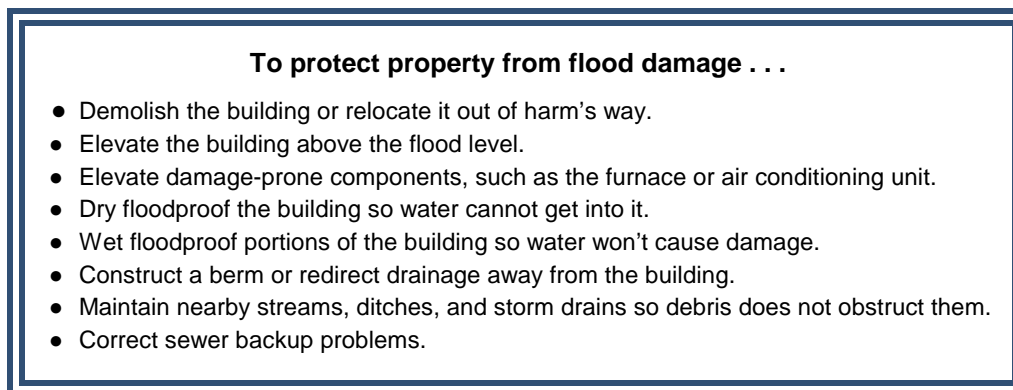 To protect property from flood damage . . .
● Demolish the building or relocate it out of harm’s way.
● Elevate the building above the flood level.
● Elevate damage-prone components, such as the furnace or air conditioning unit.
● Dry floodproof the building so water cannot get into it.
● Wet floodproof portions of the building so water won’t cause damage.
● Construct a berm or redirect drainage away from the building.
● Maintain nearby streams, ditches, and storm drains so debris does not obstruct them.
● Correct sewer backup problems.